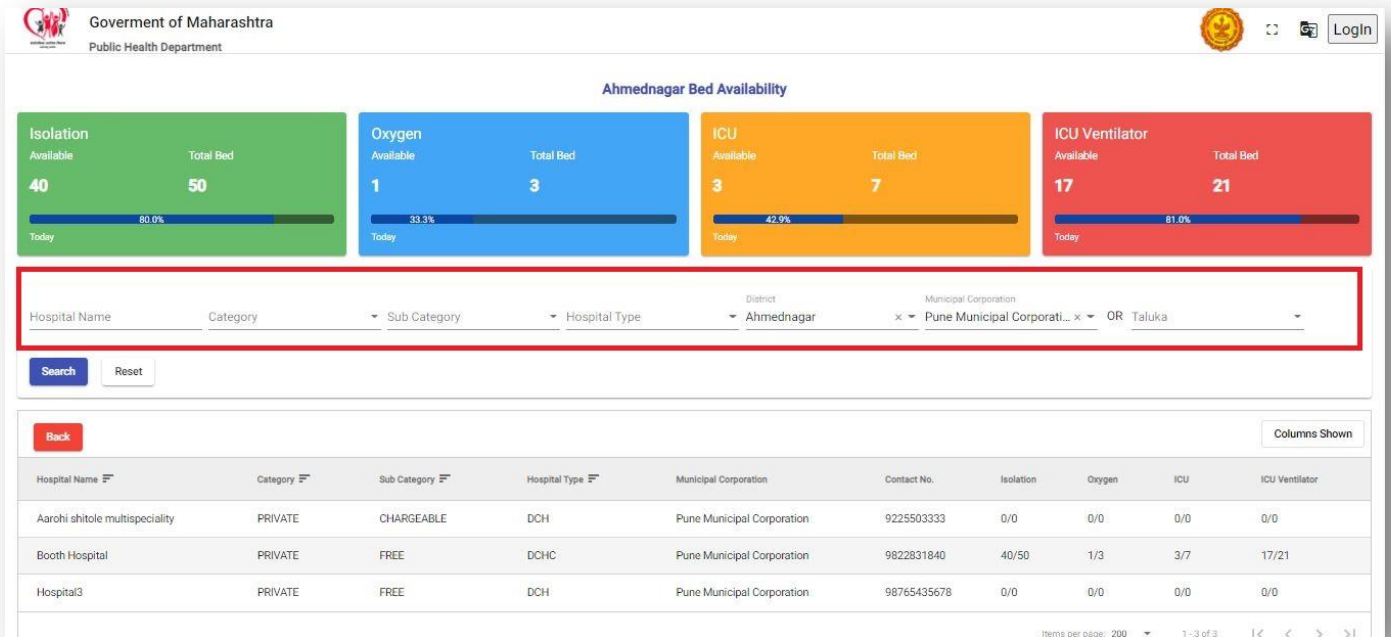 Goverment of Maharashtra
Public Health Department
LogIn
Ahmednagar Bed Availability
Isolation
Available Total Bed
40 50
80.0%
Today
Oxygen
Available Total Bed
1 3
33.3%
Today
ICU
Available Total Bed
3 7
42.9%
Today
ICU Ventilator
Available Total Bed
17 21
81.0%
Today
Hospital Name Category Sub Category Hospital Type District Ahmednagar × Municipal Corporation Pune Municipal Corporati... × OR Taluka
Search Reset
Back Columns Shown
Hospital Name Category Sub Category Hospital Type Municipal Corporation Contact No. Isolation Oxygen ICU ICU Ventilator
Aarohi shitole multispeciality PRIVATE CHARGEABLE DCH Pune Municipal Corporation 9225503333 0/0 0/0 0/0 0/0
Booth Hospital PRIVATE FREE DCHC Pune Municipal Corporation 9822831840 40/50 1/3 3/7 17/21
Hospital3 PRIVATE FREE DCH Pune Municipal Corporation 98765435678 0/0 0/0 0/0 0/0
Items per page: 200 1 - 3 of 3